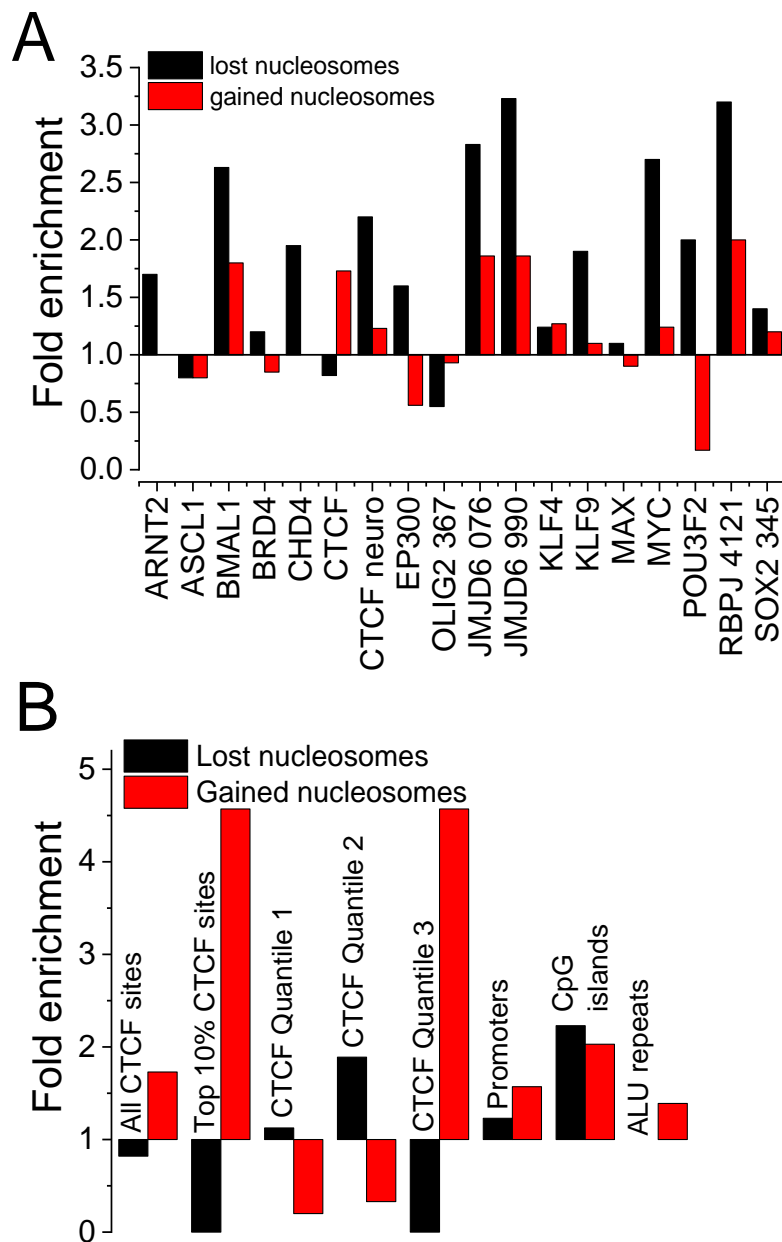 A
lost nucleosomes
gained nucleosomes
Fold enrichment
3.5
3.0
2.5
2.0
1.5
1.0
0.5
0.0
ARNT2
ASCL1
BMAL1
BRD4
CHD4
CTCF
CTCF neuro
EP300
OLIG2 367
JMJD6 076
JMJD6 990
KLF4
KLF9
MAX
MYC
POU3F2
RBPJ 4121
SOX2 345
B
Lost nucleosomes
Gained nucleosomes
Fold enrichment
5
4
3
2
1
0
All CTCF sites
Top 10% CTCF sites
CTCF Quantile 1
CTCF Quantile 2
CTCF Quantile 3
Promoters
CpG
islands
ALU repeats